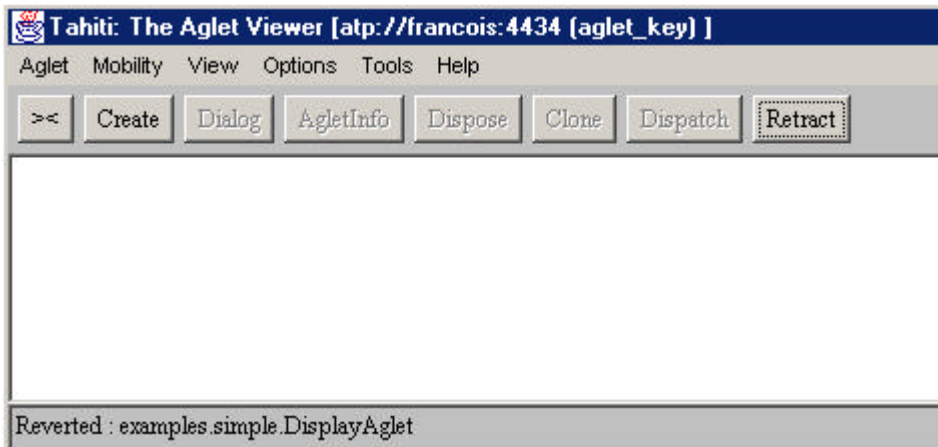 Tahiti: The Aglet Viewer [atp://francois:4434 (aglet_key) ]
Aglet Mobility View Options Tools Help
>< Create Dialog AgletInfo Dispose Clone Dispatch Retract
Reverted : examples.simple.DisplayAglet